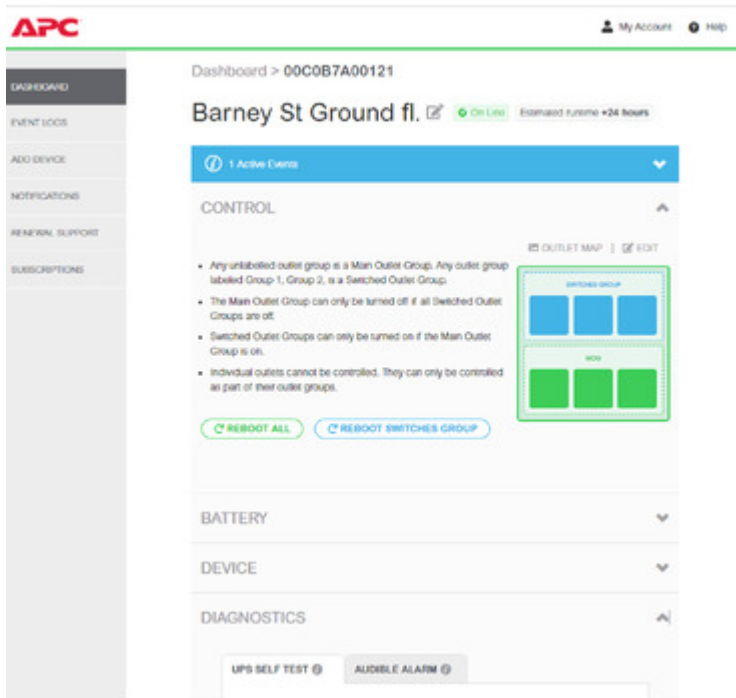 APC
My Account
Help
DASHBOARD
EVENT LOGS
ADD DEVICE
NOTIFICATIONS
RENEWAL SUPPORT
SUBSCRIPTIONS
Dashboard > 00C0B7A00121
Barney St Ground fl. On Line Estimated runtime +24 hours
1 Active Events
CONTROL
OUTLET MAP | EDIT
• Any unlabelled outlet group is a Main Outlet Group. Any outlet group
labeled Group 1, Group 2, is a Switched Outlet Group.
• The Main Outlet Group can only be turned off if all Switched Outlet
Groups are off.
• Switched Outlet Groups can only be turned on if the Main Outlet
Group is on.
• Individual outlets cannot be controlled. They can only be controlled
as part of their outlet groups.
SWITCHES GROUP
REBOOT ALL
REBOOT SWITCHES GROUP
BATTERY
DEVICE
DIAGNOSTICS
UPS SELF TEST
AUDIBLE ALARM